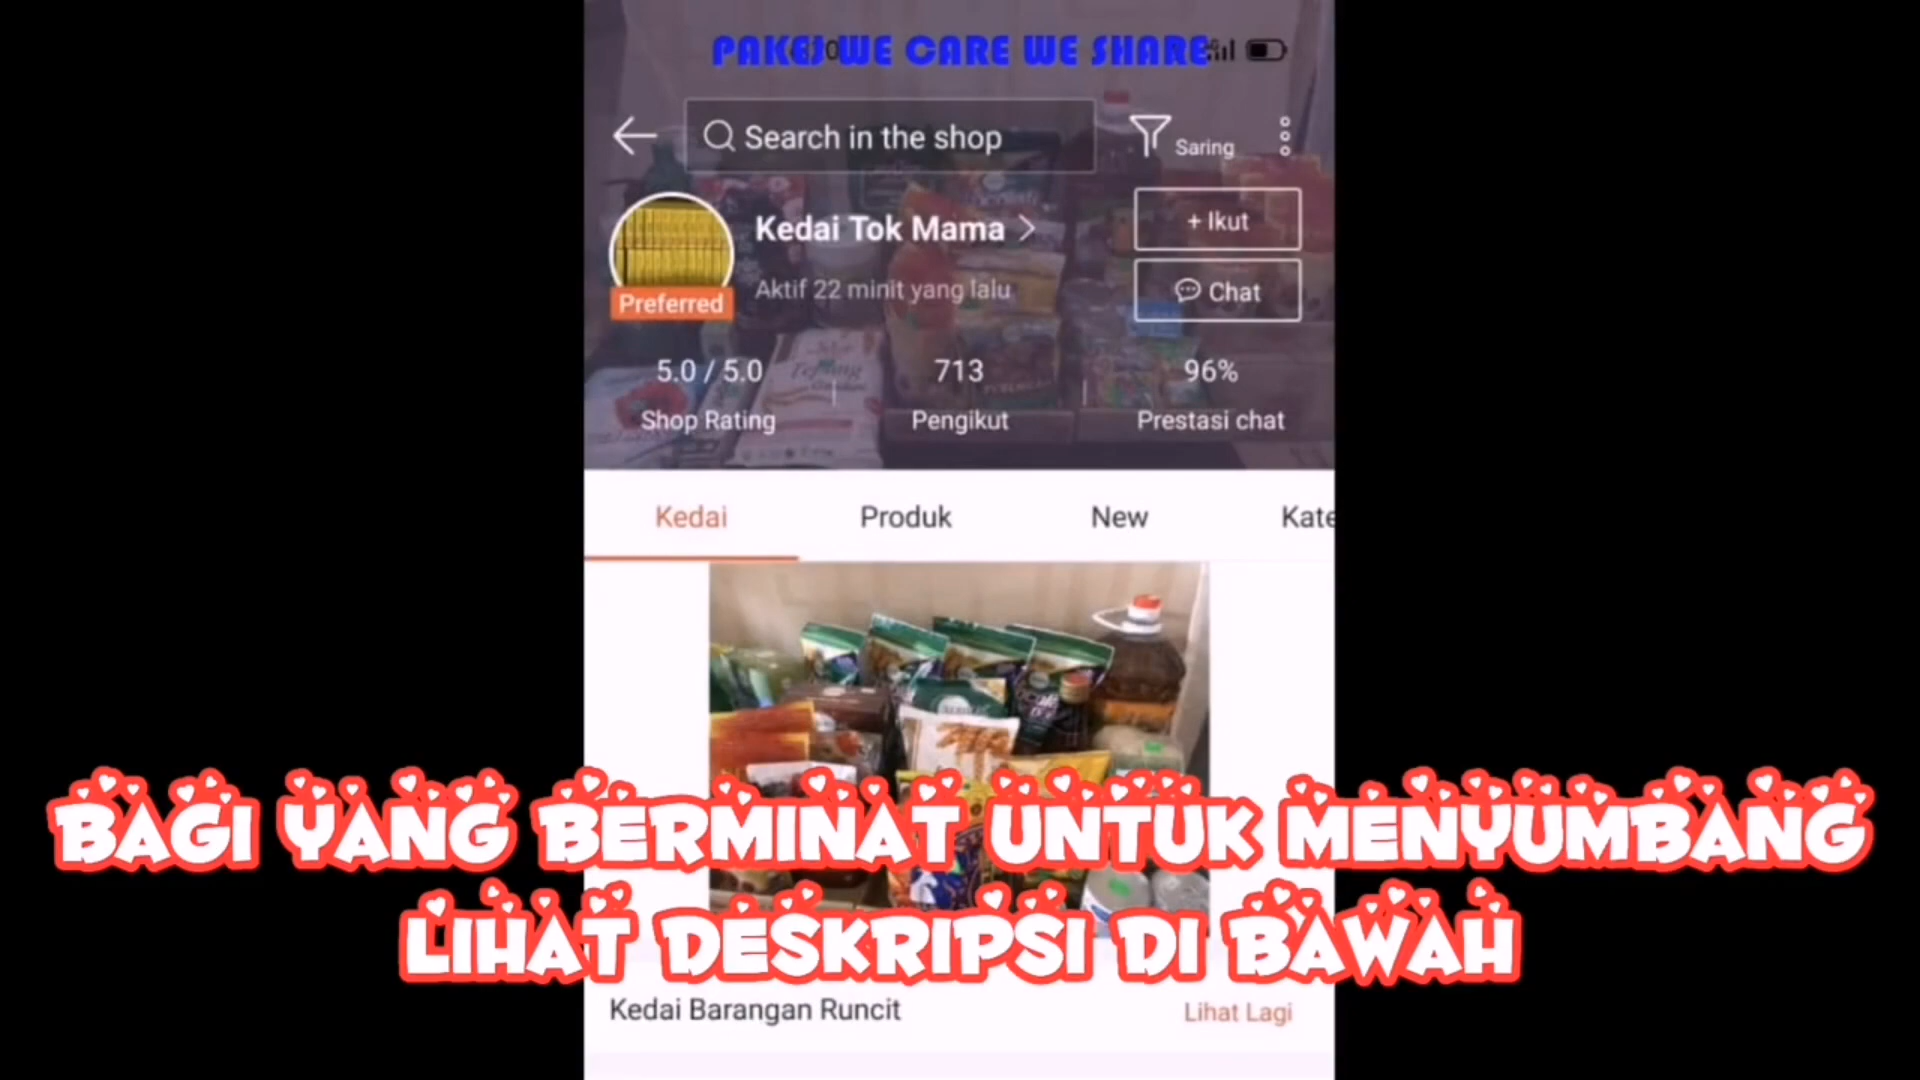 PAKEJ WE CARE WE SHARE
Search in the shop
Saring
Kedai Tok Mama
+ Ikut
Aktif 22 minit yang lalu
Chat
Preferred
5.0 / 5.0
713
96%
Shop Rating
Pengikut
Prestasi chat
Kedai
Produk
New
Kate
BAGI YANG BERMINAT UNTUK MENYUMBANG
LIHAT DESKRIPSI DI BAWAH
Kedai Barangan Runcit
Lihat Lagi